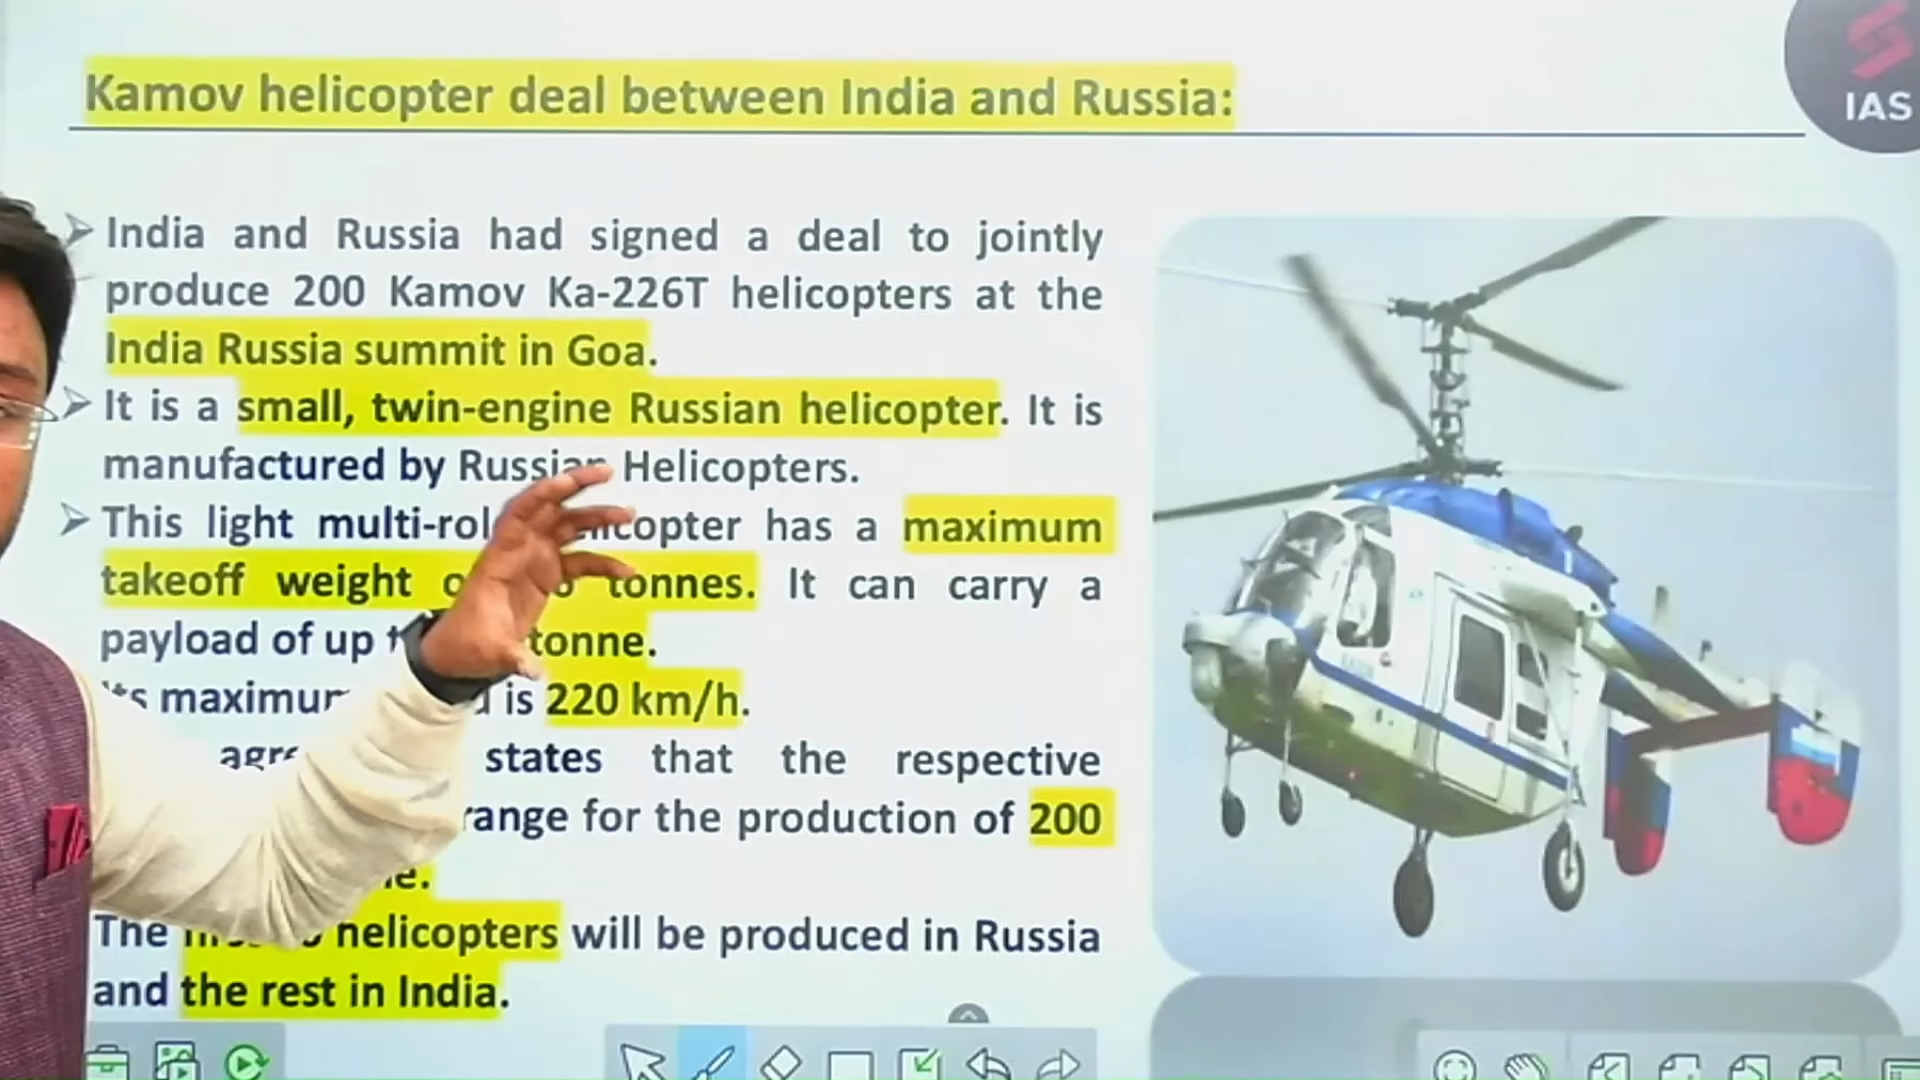 Kamov helicopter deal between India and Russia:
IAS
India and Russia had signed a deal to jointly
produce 200 Kamov Ka-226T helicopters at the
India Russia summit in Goa.
It is a small, twin-engine Russian helicopter. It is
manufactured by Russian Helicopters.
This light multi-role helicopter has a maximum
takeoff weight tonnes. It can carry a
payload of up tonne.
is 220 km/h.
states that the respective
for the production of 200
The helicopters will be produced in Russia
and the rest in India.